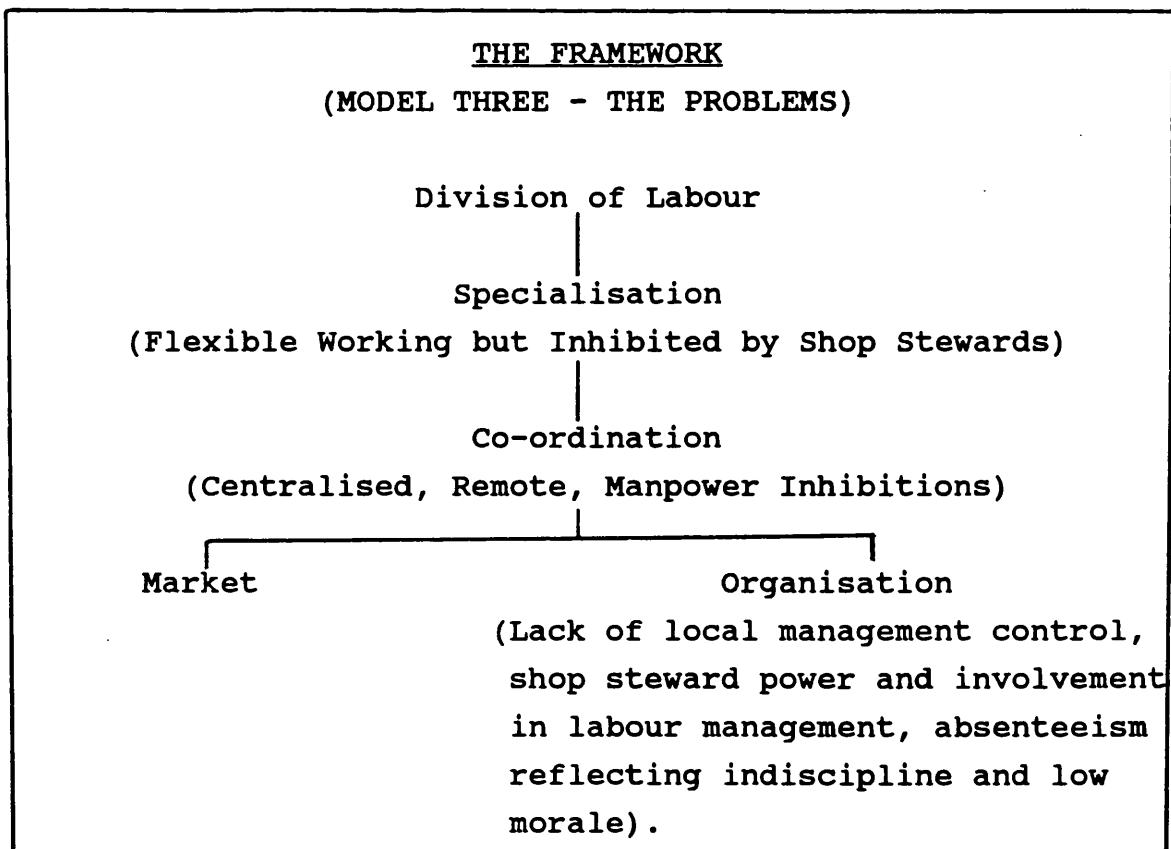 THE FRAMEWORK
(MODEL THREE - THE PROBLEMS)
Division of Labour
Specialisation
(Flexible Working but Inhibited by Shop Stewards)
Co-ordination
(Centralised, Remote, Manpower Inhibitions)
Market
Organisation
(Lack of local management control,
shop steward power and involvement
in labour management, absenteeism
reflecting indiscipline and low
morale).